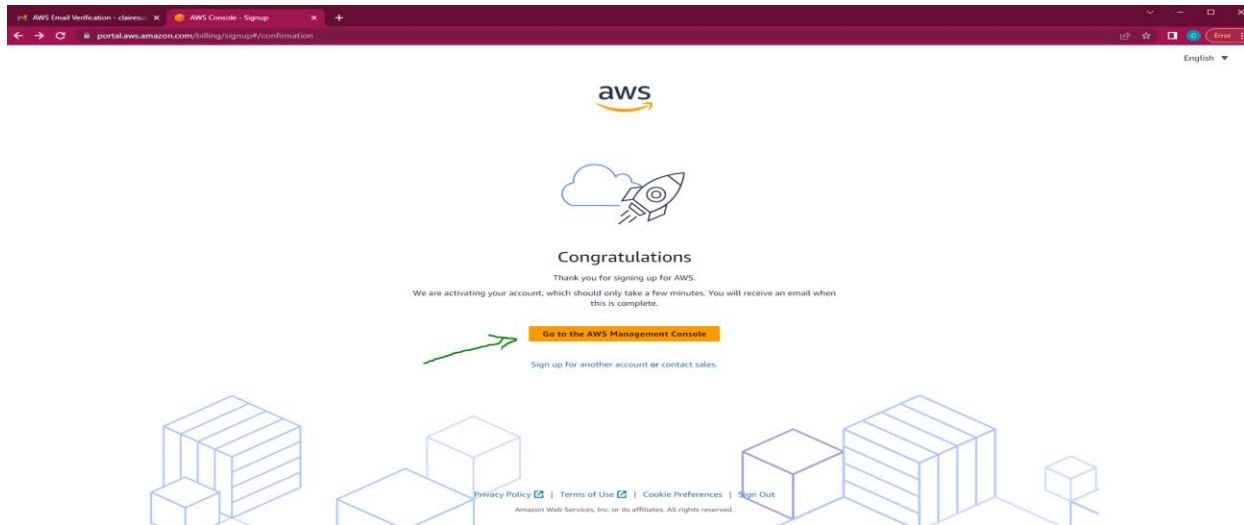 AWS Email Verification - clairesu
AWS Console - Signup
portal.aws.amazon.com/billing/signup#/confirmation
C
Error
English
aws
Congratulations
Thank you for signing up for AWS.
We are activating your account, which should only take a few minutes. You will receive an email when
this is complete.
Go to the AWS Management Console
Sign up for another account or contact sales.
Privacy Policy | Terms of Use | Cookie Preferences | Sign Out
Amazon Web Services, Inc. or its affiliates. All rights reserved.